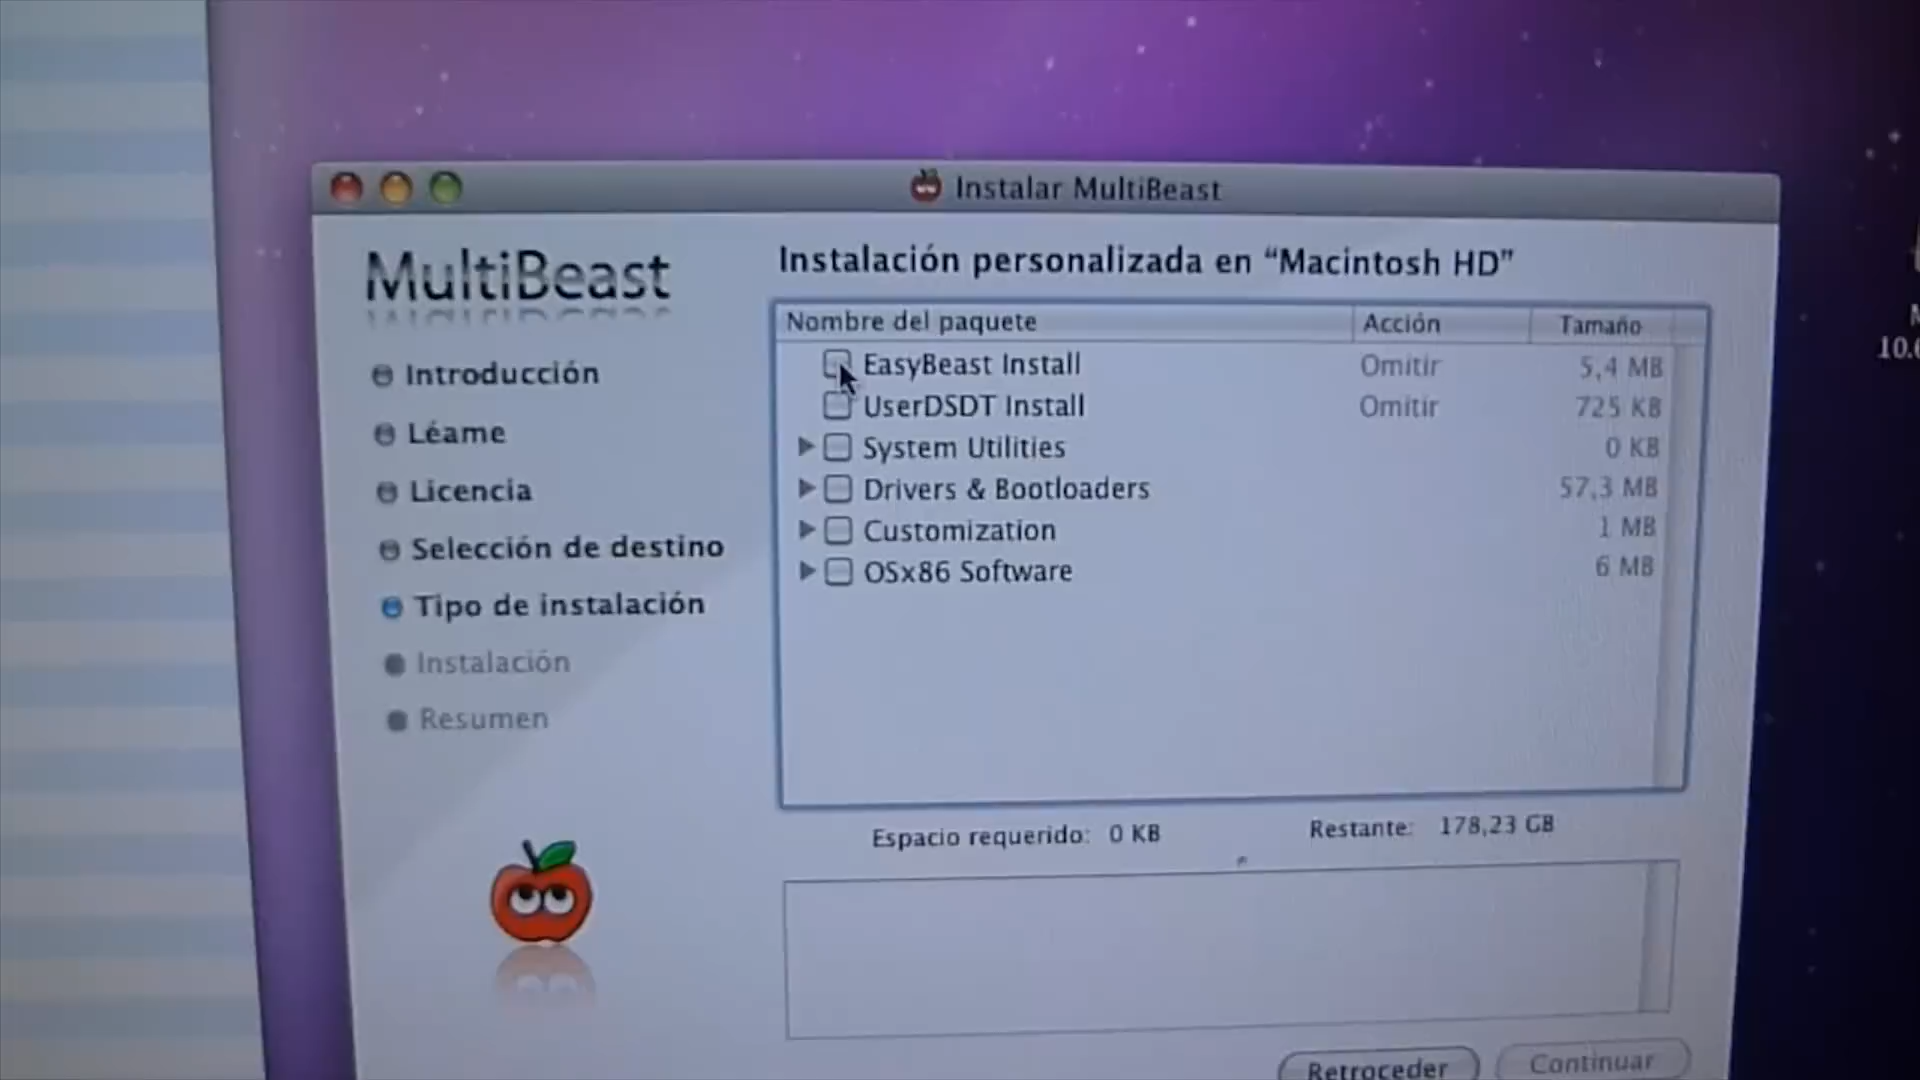 Instalar MultiBeast
MultiBeast
Instalación personalizada en “Macintosh HD”
Nombre del paquete Acción Tamaño
EasyBeast Install Omitir 5,4 MB
UserDSDT Install Omitir 725 KB
System Utilities 0 KB
Drivers & Bootloaders 57,3 MB
Customization 1 MB
OSx86 Software 6 MB
Introducción
Léame
Licencia
Selección de destino
Tipo de instalación
Instalación
Resumen
Espacio requerido: 0 KB Restante: 178,23 GB
Retroceder Continuar
10.6